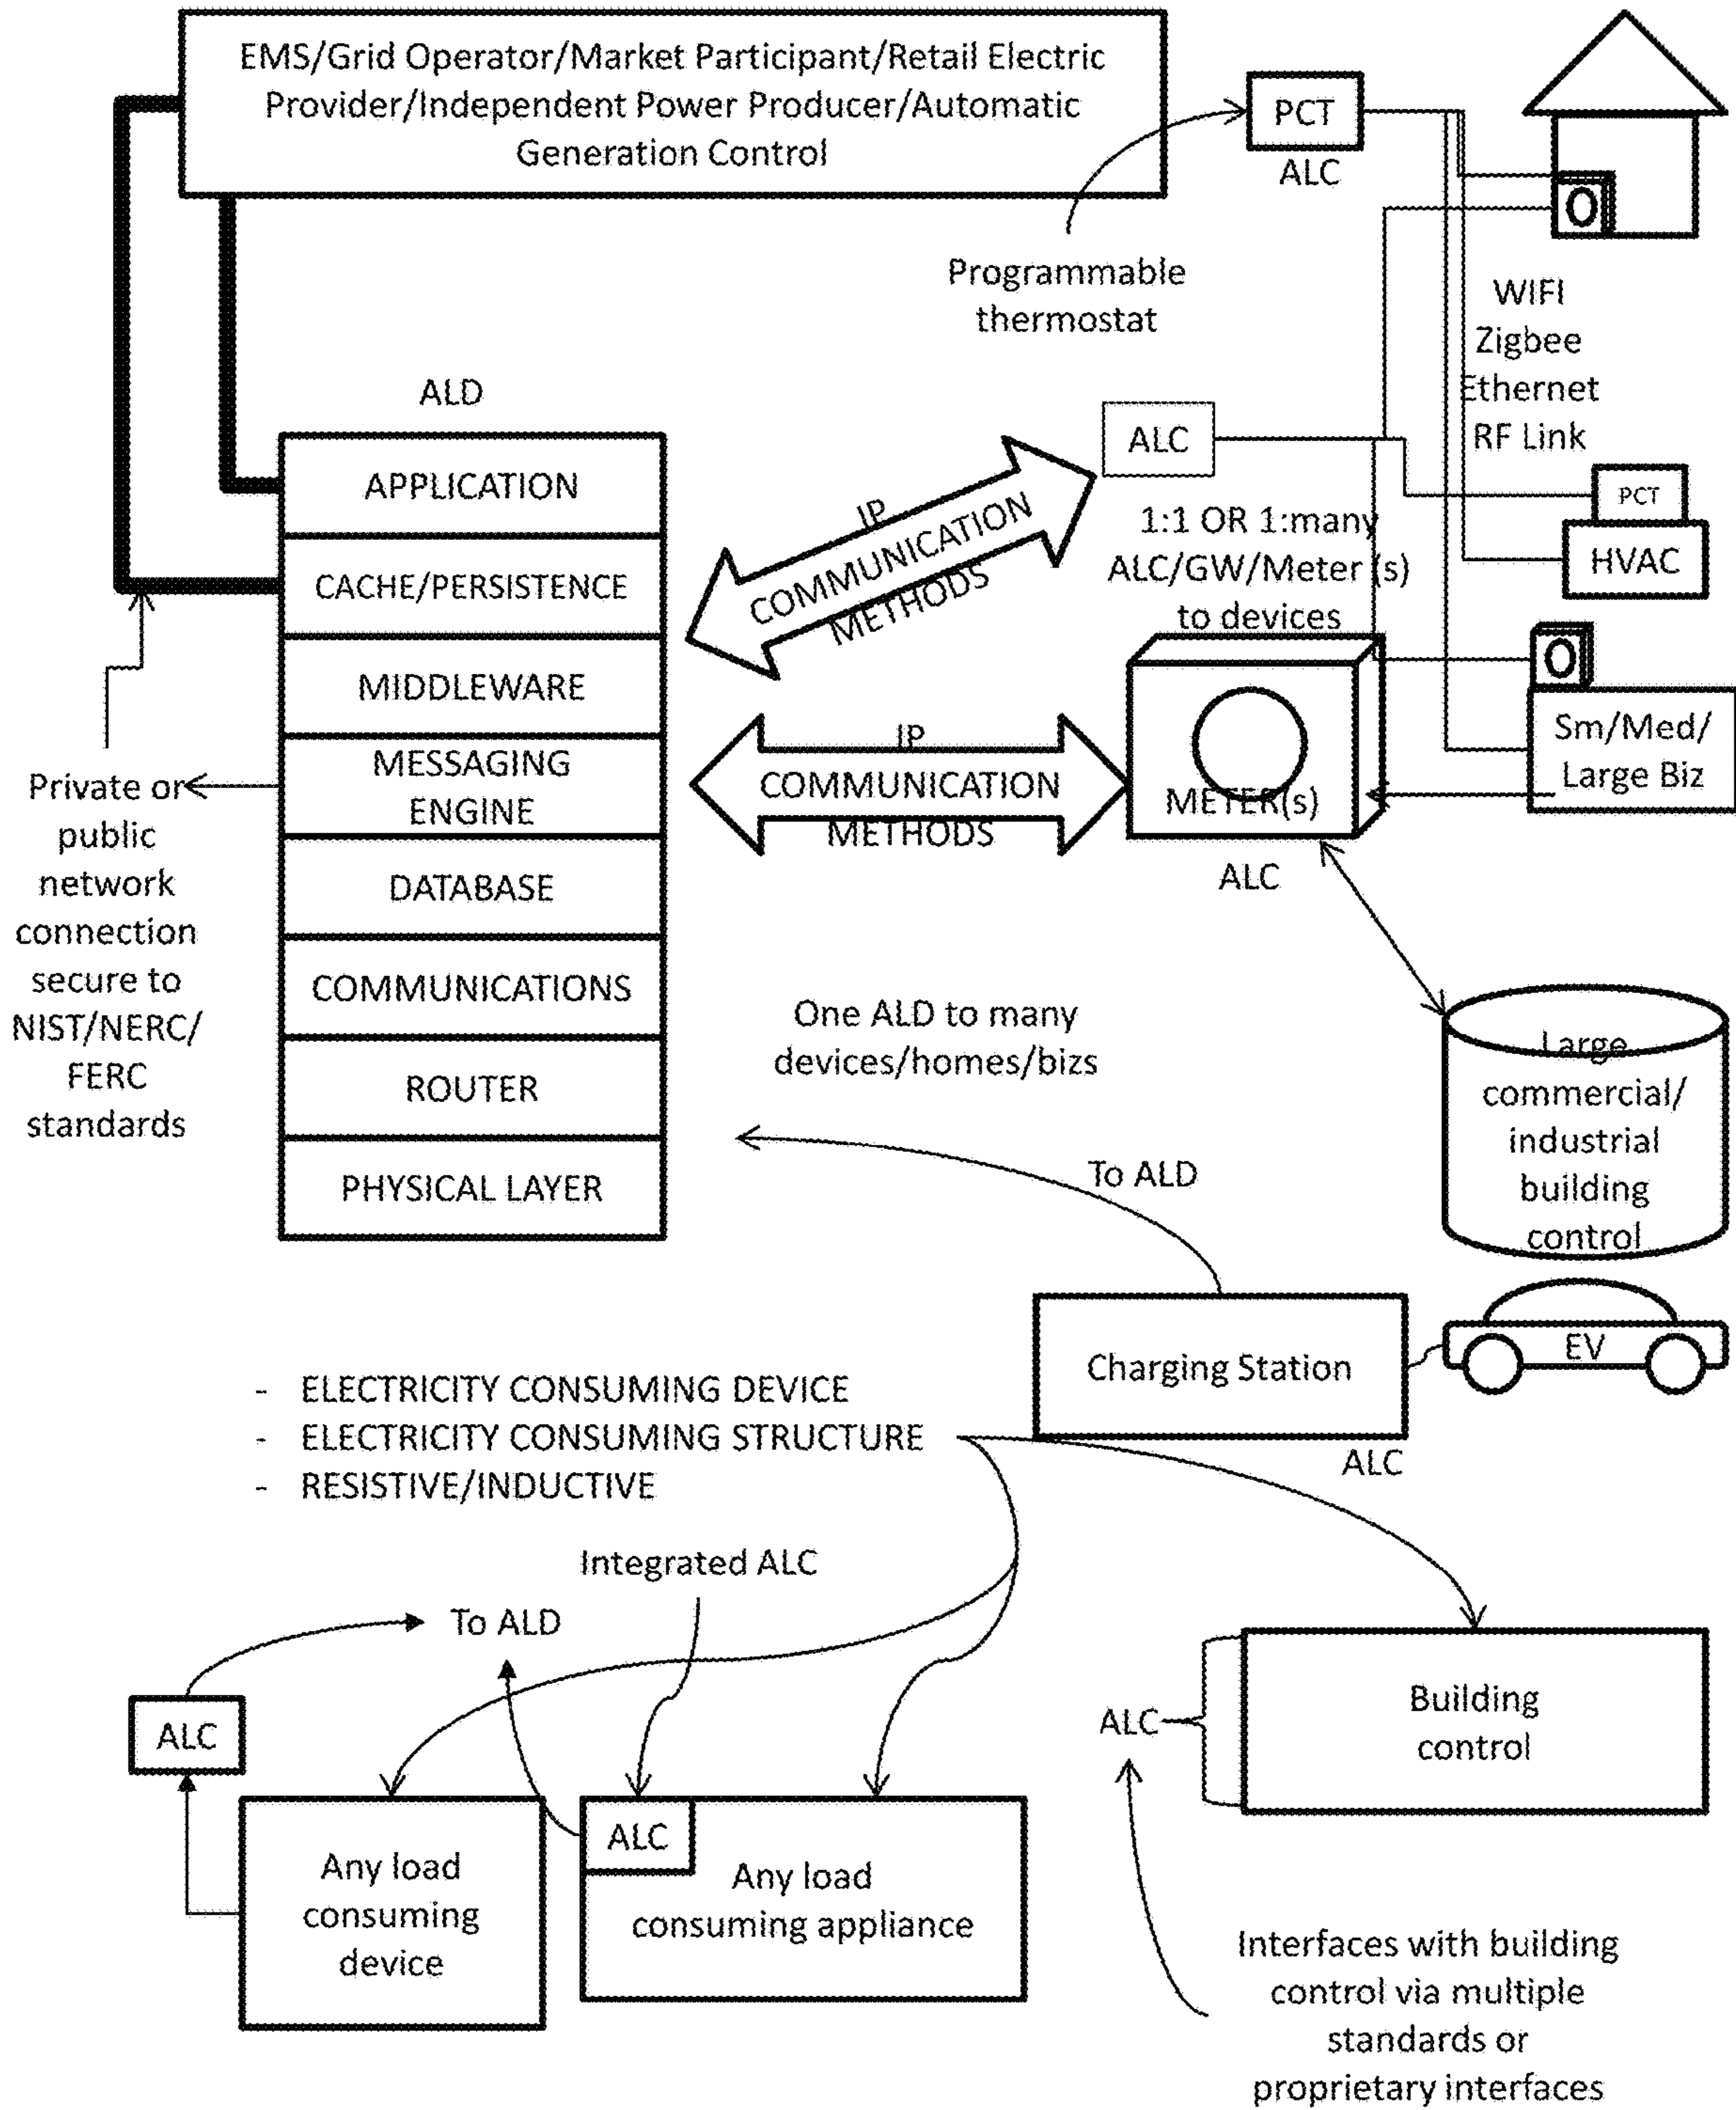 EMS/Grid Operator/Market Participant/Retail Electric
Provider/Independent Power Producer/Automatic
Generation Control
PCT
ALC
Programmable
thermostat
WIFI
Zigbee
Ethernet
RF Link
ALD
APPLICATION
CACHE/PERSISTENCE
MIDDLEWARE
MESSAGING
ENGINE
DATABASE
COMMUNICATIONS
ROUTER
PHYSICAL LAYER
IP
COMMUNICATION
METHODS
ALC
1:1 OR 1:many
ALC/GW/Meter (s)
to devices
PCT
HVAC
IP
COMMUNICATION
METHODS
METER(s)
ALC
Sm/Med/
Large Biz
Private or
public
network
connection
secure to
NIST/NERC/
FERC
standards
One ALD to many
devices/homes/bizs
Large
commercial/
industrial
building
control
To ALD
Charging Station
EV
ALC
- ELECTRICITY CONSUMING DEVICE
- ELECTRICITY CONSUMING STRUCTURE
- RESISTIVE/INDUCTIVE
Integrated ALC
To ALD
ALC
Any load
consuming
device
ALC
Any load
consuming appliance
ALC
Building
control
Interfaces with building
control via multiple
standards or
proprietary interfaces